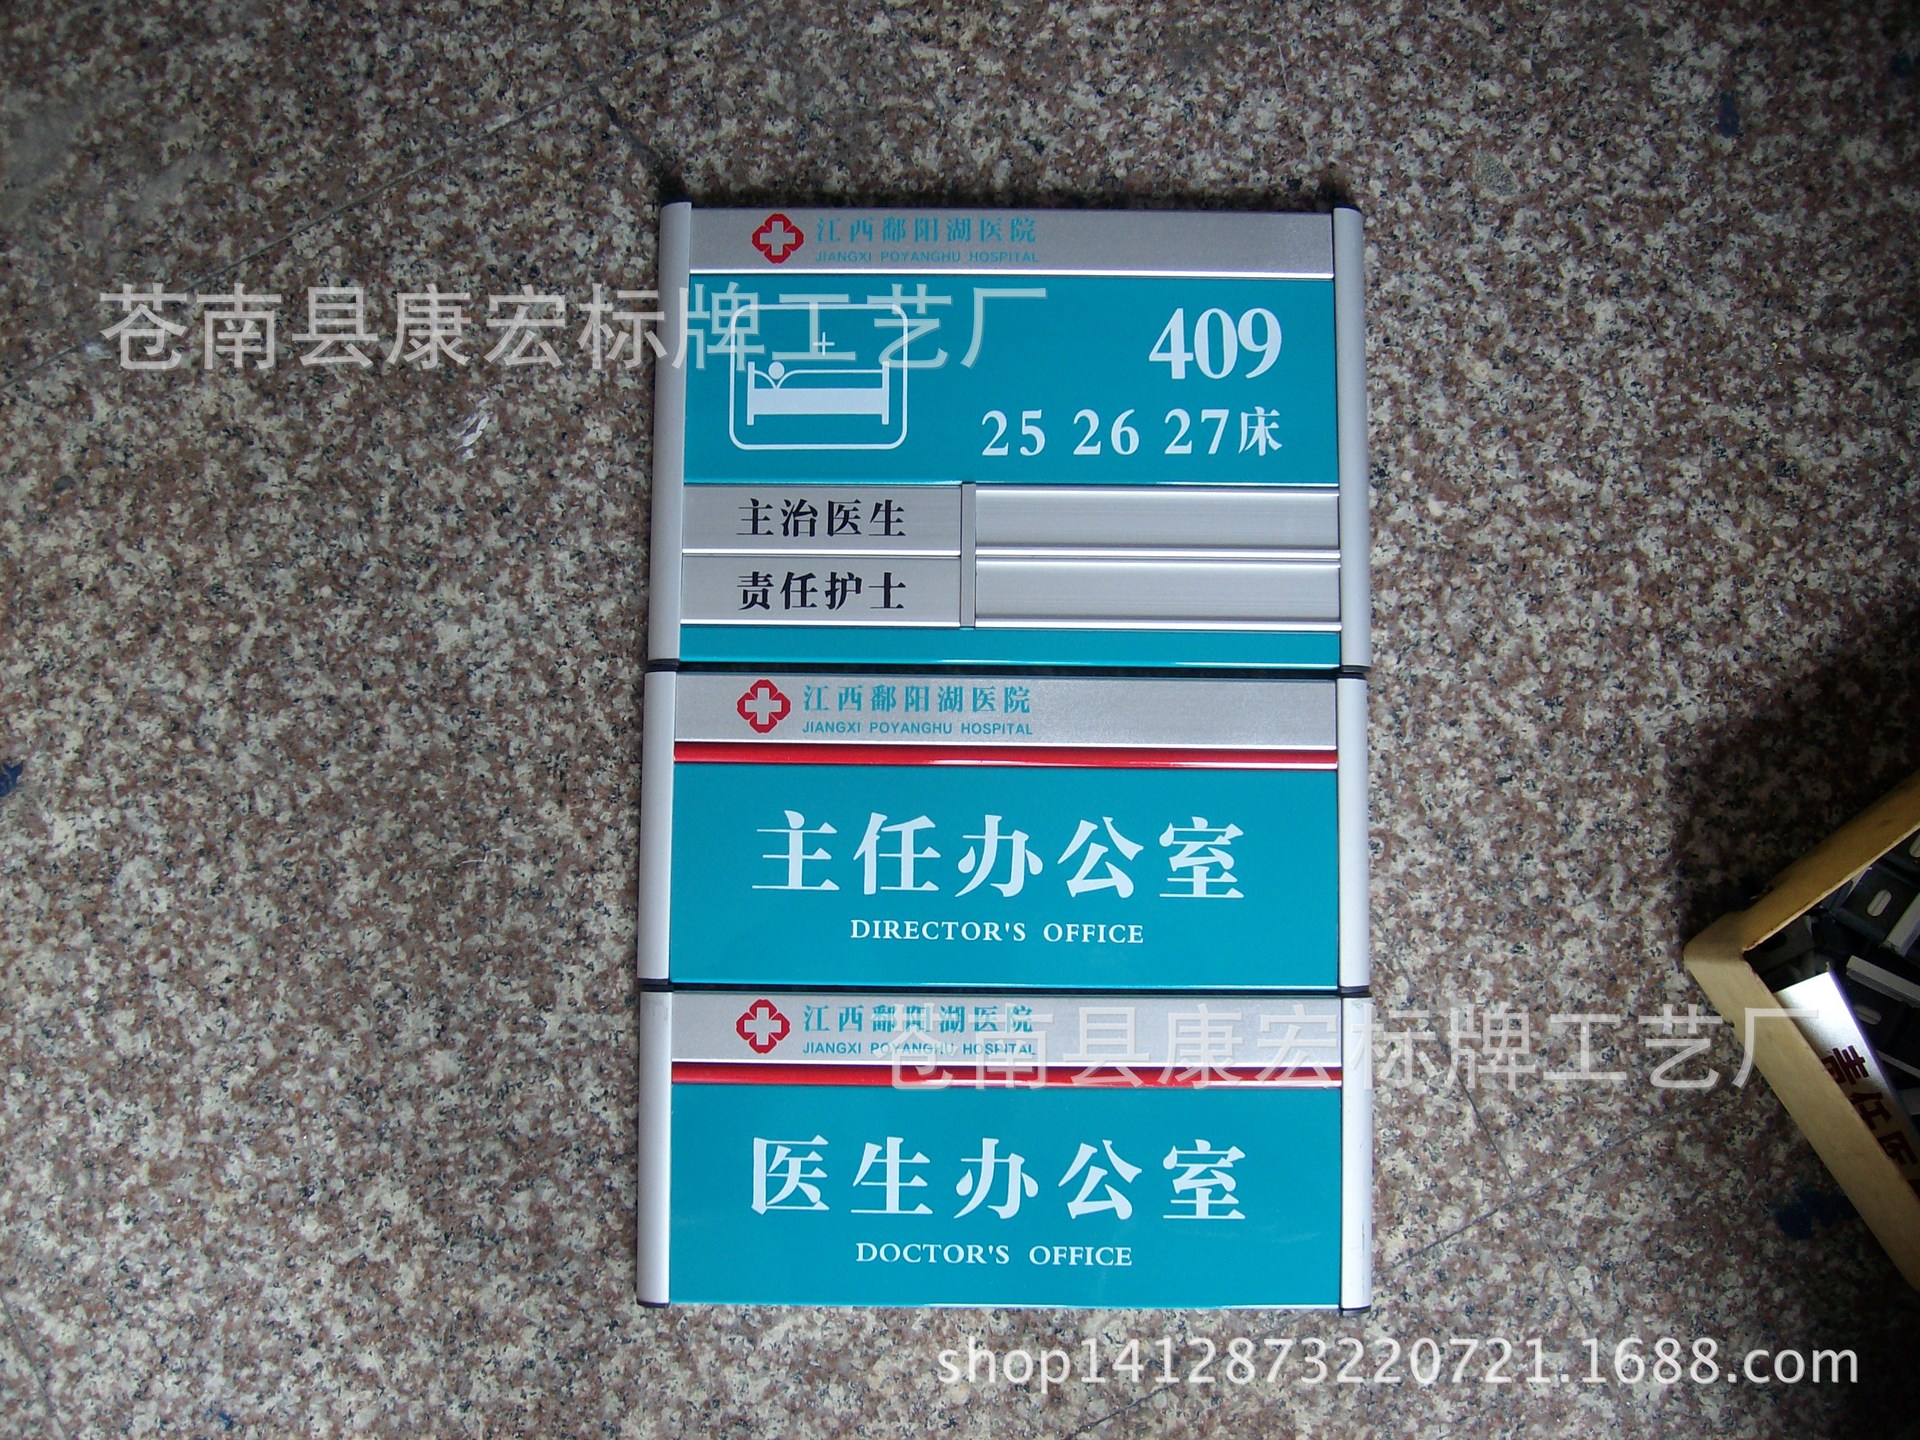 江西鄱阳湖医院
JIANGXI POYANGHU HOSPITAL
苍南县康宏标牌工艺厂
409
25 26 27床
主治医生
责任护士
江西鄱阳湖医院
JIANGXI POYANGHU HOSPITAL
主任办公室
DIRECTOR'S OFFICE
江西鄱阳湖医院
JIANGXI POYANGHU HOSPITAL
苍南县康宏标牌工艺厂
医生办公室
DOCTOR'S OFFICE
shop1412873220721.1688.com